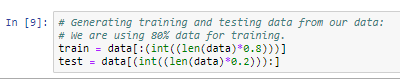 In [9]: # Generating training and testing data from our data:
# We are using 80% data for training.
train = data[:(int((len(data)*0.8)))]
test = data[(int((len(data)*0.2))):]